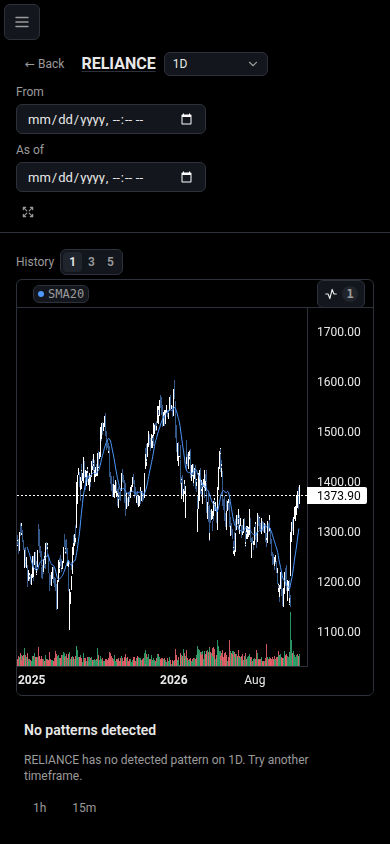 ← Back RELIANCE 1D
From
mm/dd/yyyy, --:-- --
As of
mm/dd/yyyy, --:-- --
History 1 3 5
SMA20 1
1700.00
1600.00
1500.00
1400.00
1373.90
1300.00
1200.00
1100.00
2025 2026 Aug
No patterns detected
RELIANCE has no detected pattern on 1D. Try another
timeframe.
1h 15m